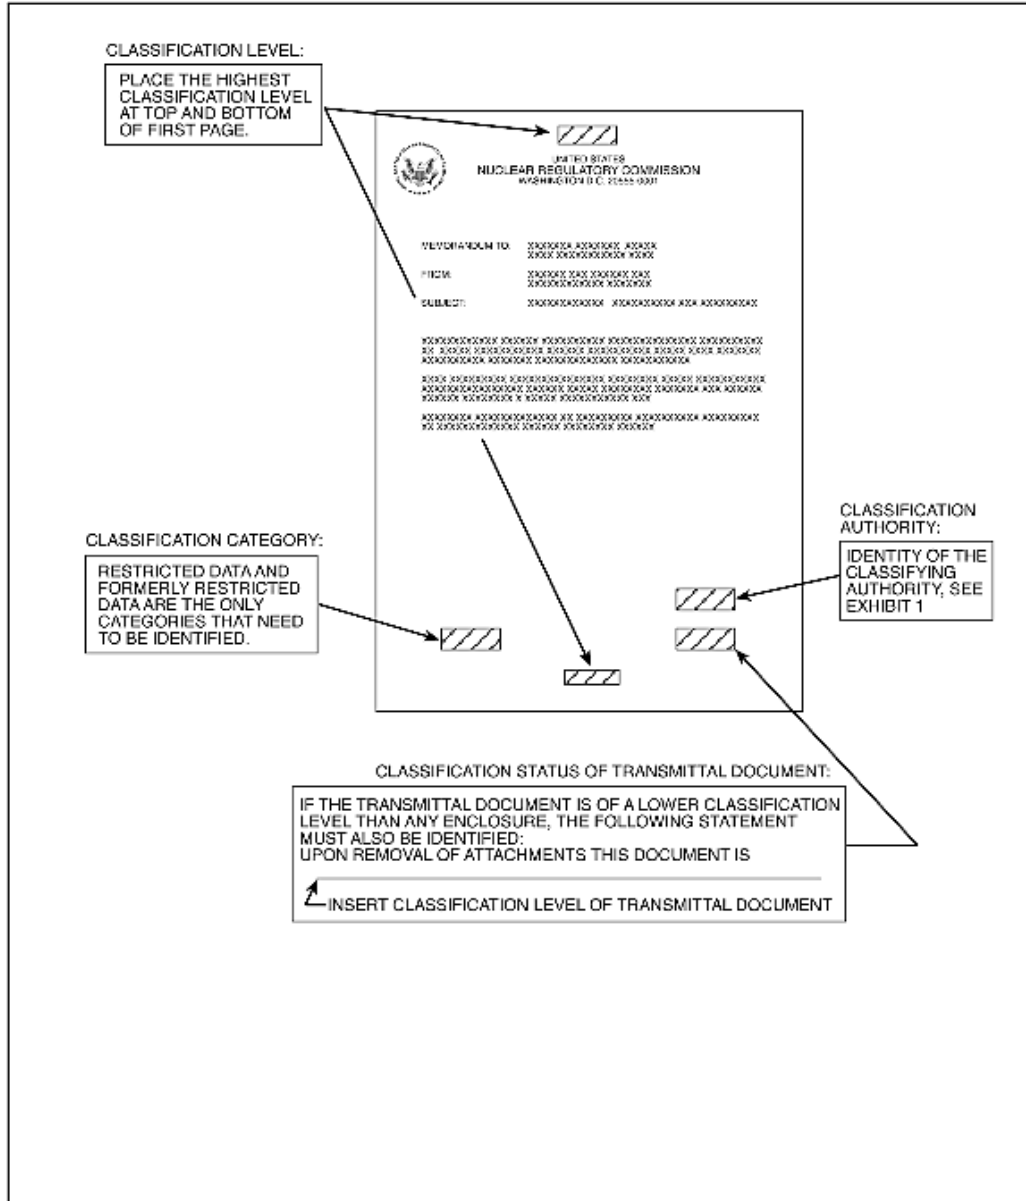 CLASSIFICATION LEVEL:
PLACE THE HIGHEST
CLASSIFICATION LEVEL
AT TOP AND BOTTOM
OF FIRST PAGE.
UNITED STATES
NUCLEAR REGULATORY COMMISSION
WASHINGTON D.C. 20555-0001
MEMORANDUM TO:
FROM:
SUBJECT:
CLASSIFICATION CATEGORY:
RESTRICTED DATA AND
FORMERLY RESTRICTED
DATA ARE THE ONLY
CATEGORIES THAT NEED
TO BE IDENTIFIED.
CLASSIFICATION
AUTHORITY:
IDENTITY OF THE
CLASSIFYING
AUTHORITY, SEE
EXHIBIT 1
CLASSIFICATION STATUS OF TRANSMITTAL DOCUMENT:
IF THE TRANSMITTAL DOCUMENT IS OF A LOWER CLASSIFICATION
LEVEL THAN ANY ENCLOSURE, THE FOLLOWING STATEMENT
MUST ALSO BE IDENTIFIED:
UPON REMOVAL OF ATTACHMENTS THIS DOCUMENT IS
INSERT CLASSIFICATION LEVEL OF TRANSMITTAL DOCUMENT